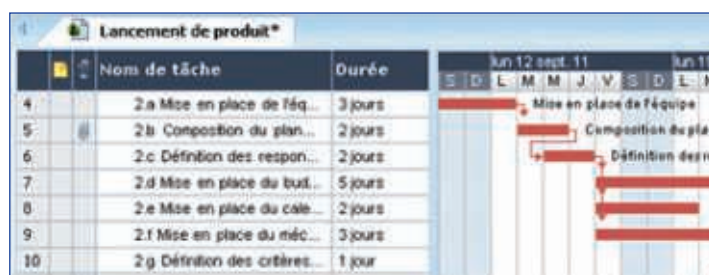 Lancement de produit*
lun 12 sept. 11 lun 1
Nom de tâche Durée S D L M M J V S D L M
4 2.a Mise en place de l'éq... 3 jours Mise en place de l'équipe
5 2.b Composition du plan... 2 jours Composition du pla
6 2.c Définition des respon... 2 jours Définition des r
7 2.d Mise en place du bud... 5 jours
8 2.e Mise en place du cale... 2 jours
9 2.f Mise en place du méc... 3 jours
10 2.g Définition des critères... 1 jour